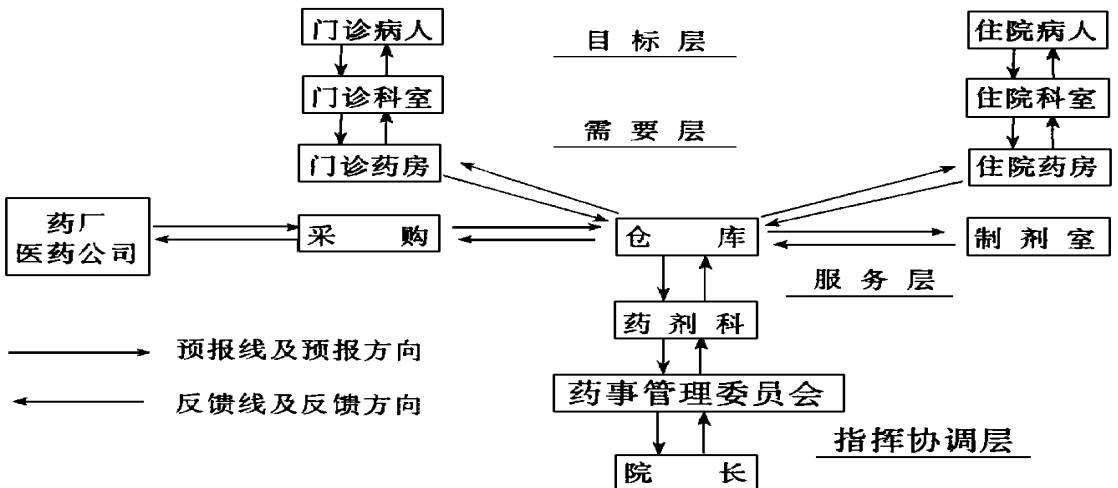 门诊病人
目标层
住院病人
门诊科室
住院科室
需要层
门诊药房
住院药房
药厂
医药公司
采购
仓库
制剂室
服务层
药剂科
预报线及预报方向
药事管理委员会
反馈线及反馈方向
指挥协调层
院长